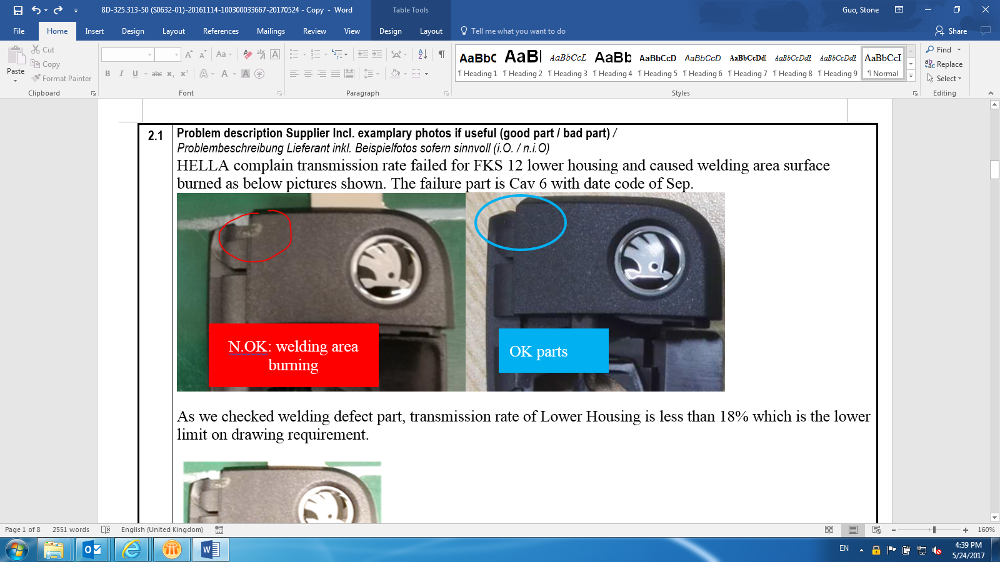 8D-325.313-50 (S0632-01)-20161114-100300033667-20170524 - Copy - Word
Table Tools
Guo, Stone
File Home Insert Design Layout References Mailings Review View Design Layout Tell me what you want to do Share
Paste
Cut
Copy
Format Painter
Clipboard
Font
Paragraph
AaBbC AaBl AaBbCcL AaBb AaBbCcD AaBbCcD AaBbCcDdl AaBbCcDdE AaBbCcDdE AaBbCcI
¶ Heading 1 ¶ Heading 2 ¶ Heading 3 ¶ Heading 4 ¶ Heading 5 ¶ Heading 6 ¶ Heading 7 ¶ Heading 8 ¶ Heading 9 ¶ Normal
Styles
Find
Replace
Select
Editing
2.1 Problem description Supplier Incl. examplary photos if useful (good part / bad part) /
Problembeschreibung Lieferant inkl. Beispielfotos sofern sinnvoll (i.O. / n.i.O)
HELLA complain transmission rate failed for FKS 12 lower housing and caused welding area surface
burned as below pictures shown. The failure part is Cav 6 with date code of Sep.
N.OK: welding area
burning
OK parts
As we checked welding defect part, transmission rate of Lower Housing is less than 18% which is the lower
limit on drawing requirement.
Page 1 of 8 2551 words English (United Kingdom) 160%
EN
4:39 PM
5/24/2017